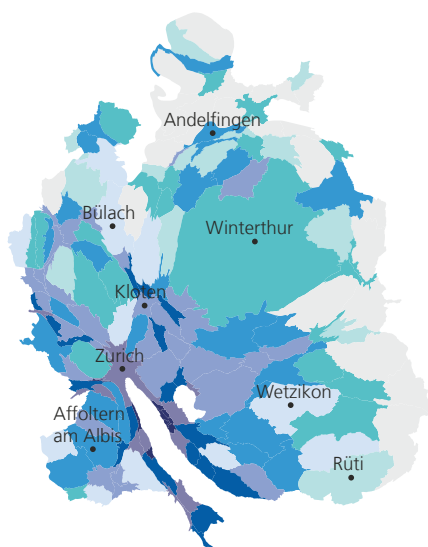 Andelfingen
Bülach
Winterthur
Kloten
Zurich
Wetzikon
Affoltern
am Albis
Rüti